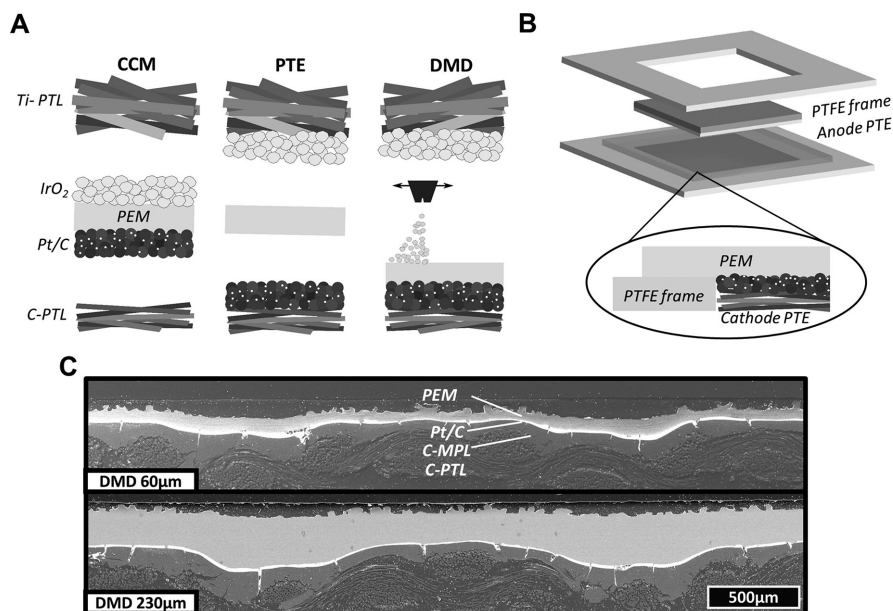 A
CCM
PTE
DMD
Ti- PTL
IrO₂
PEM
Pt/C
C-PTL
B
PTFE frame
Anode PTE
PEM
PTFE frame
Cathode PTE
C
PEM
Pt/C
C-MPL
C-PTL
DMD 60µm
DMD 230µm
500µm